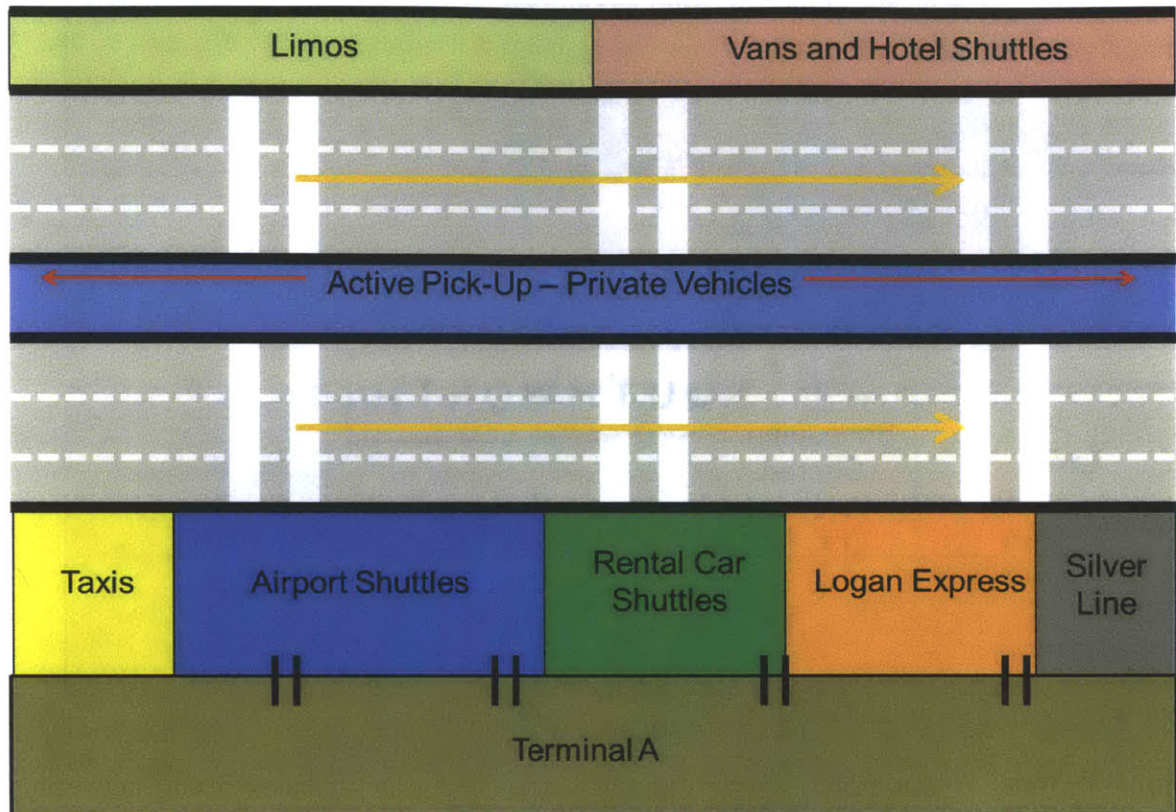 Limos
Vans and Hotel Shuttles
Active Pick-Up – Private Vehicles
Taxis
Airport Shuttles
Rental Car
Shuttles
Logan Express
Silver
Line
Terminal A